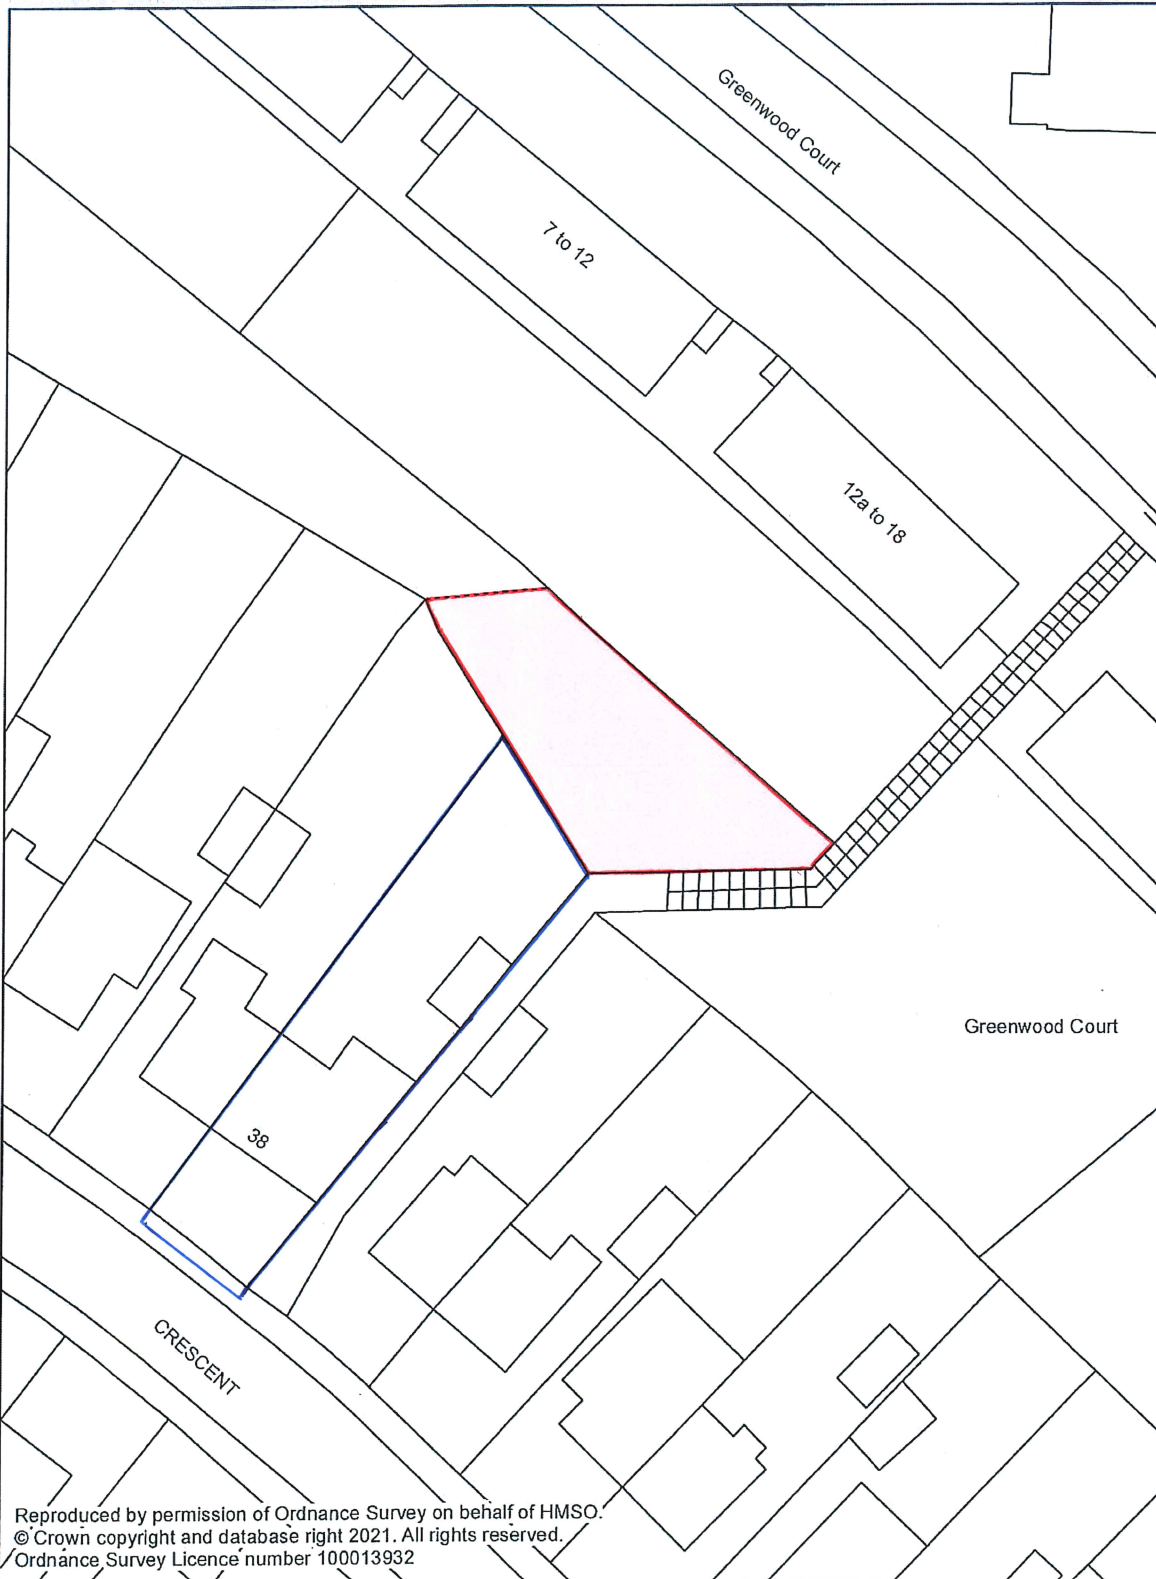 Greenwood Court
7 to 12
12a to 18
Greenwood Court
38
CRESCENT
Reproduced by permission of Ordnance Survey on behalf of HMSO.
© Crown copyright and database right 2021. All rights reserved.
Ordnance Survey Licence number 100013932